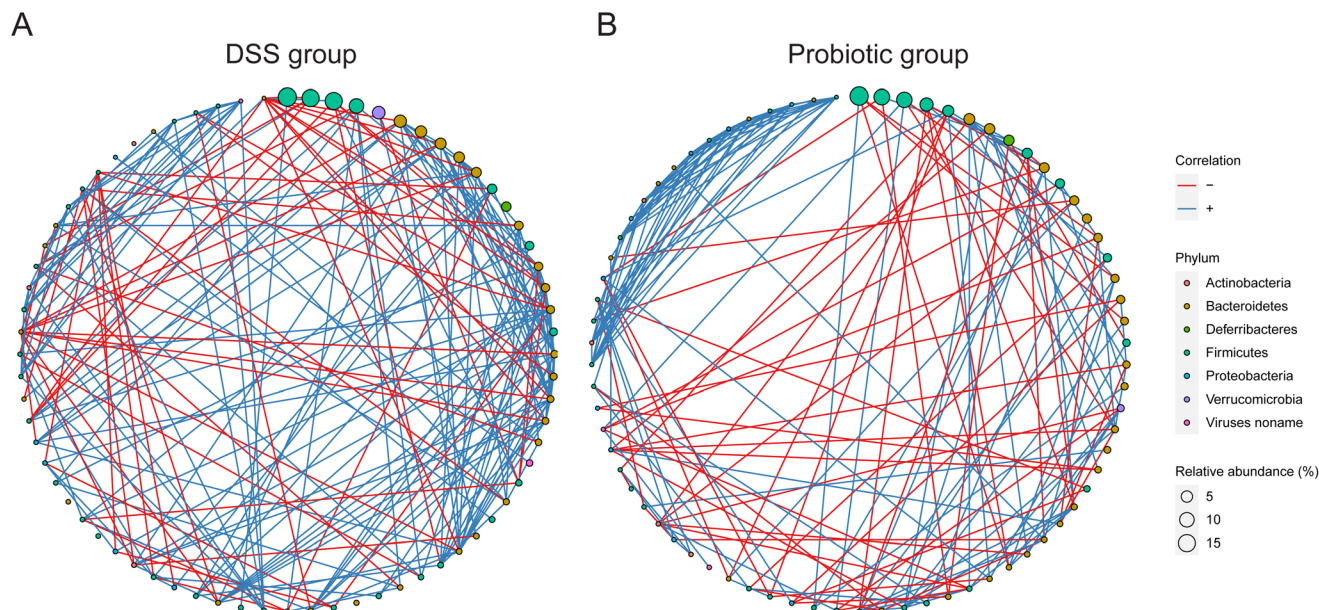 A
B
DSS group
Probiotic group
Correlation
−
+
Phylum
Actinobacteria
Bacteroidetes
Deferribacteres
Firmicutes
Proteobacteria
Verrucomicrobia
Viruses noname
Relative abundance (%)
5
10
15